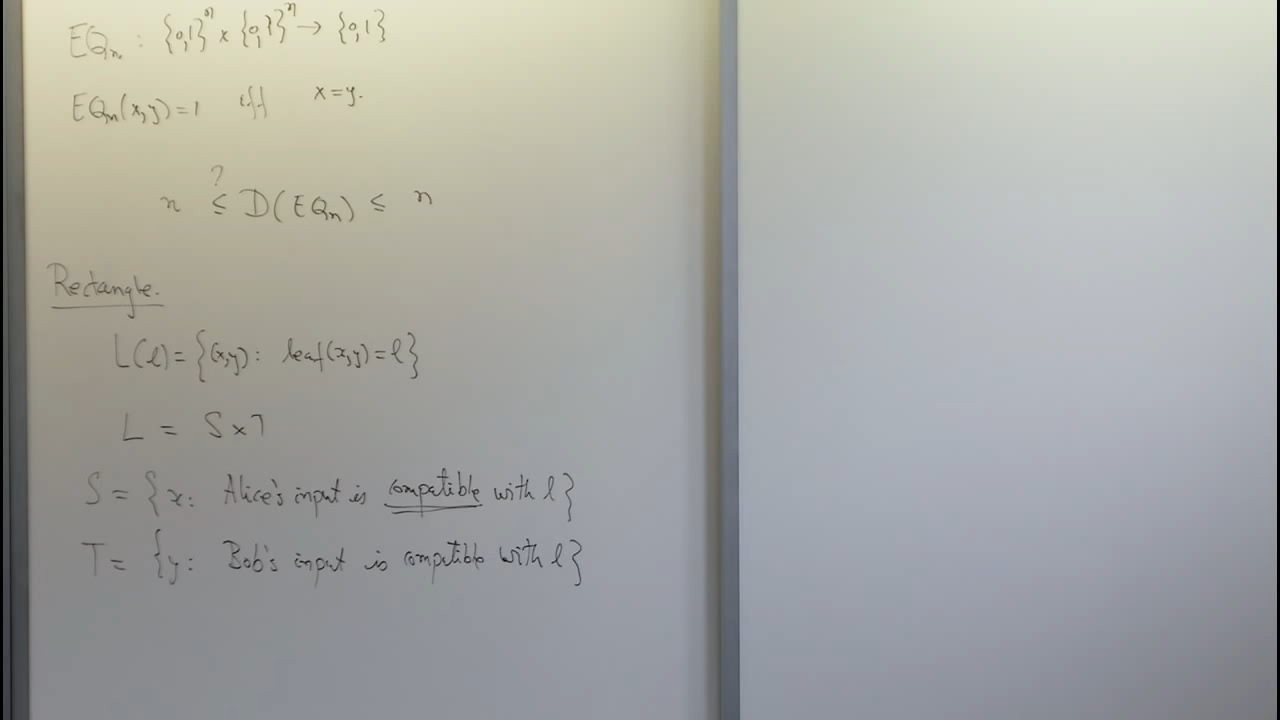 EQₙ : {0,1}ⁿ × {0,1}ⁿ → {0,1}
EQₙ(x,y)=1 iff x=y.
n ≤? D(EQₙ) ≤ n
Rectangle.
L(l) = {(x,y): leaf(x,y)=l}
L = S×T
S = {x: Alice's input is compatible with l}
T = {y: Bob's input is compatible with l}